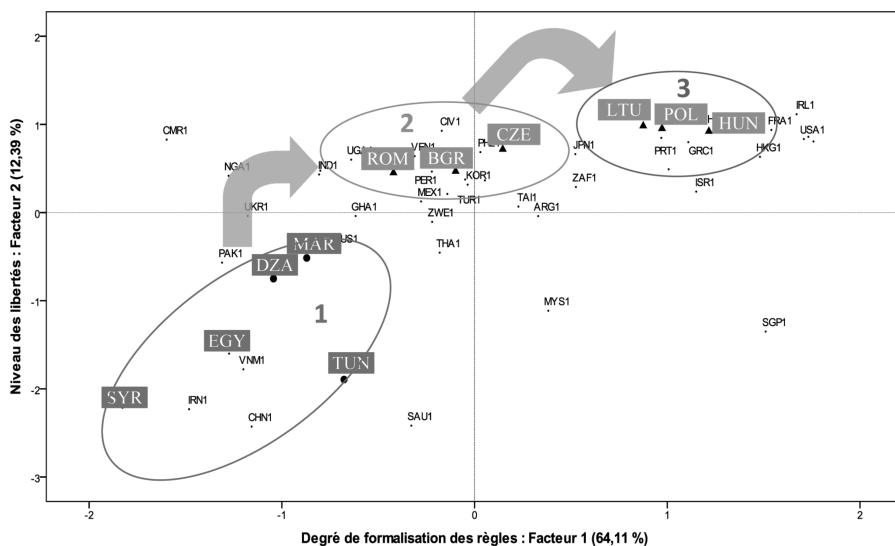 2
1
0
-1
-2
-3
-2
-1
0
1
2
Niveau des libertés : Facteur 2 (12,39 %)
Degré de formalisation des règles : Facteur 1 (64,11 %)
1
2
3
CMR1
NGA1
UKR1
PAK1
IND1
UGA1
CIV1
ROM
BGR
CZE
PER1
KOR1
MEX1
TUR1
GHA1
ZWE1
THA1
TAI1
ARG1
JPN1
ZAF1
LTU
POL
HUN
PRT1
GRC1
ISR1
FRA1
HKG1
IRL1
USA1
MAR
DZA
EGY
VNM1
TUN
SYR
IRN1
CHN1
SAU1
MYS1
SGP1